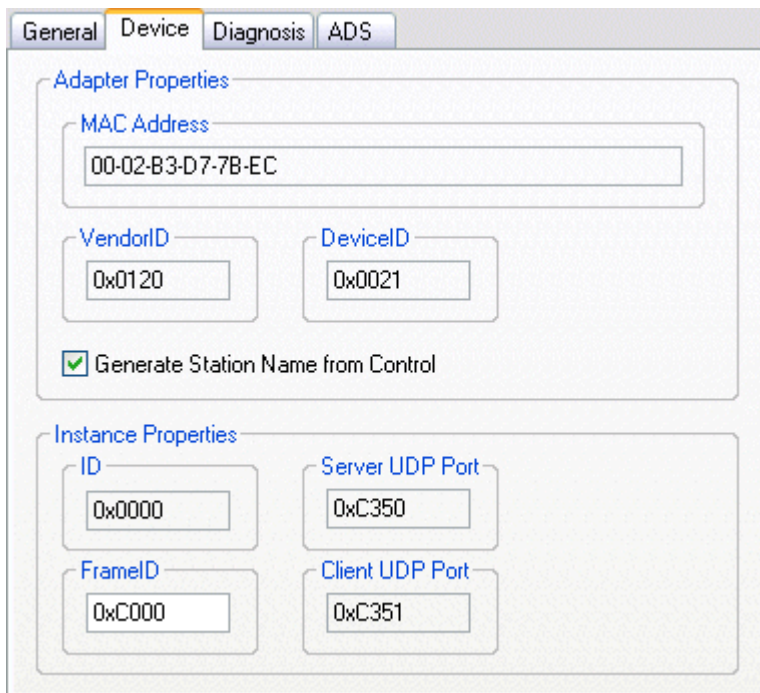 General Device Diagnosis ADS
Adapter Properties
MAC Address
00-02-B3-D7-7B-EC
VendorID DeviceID
0x0120 0x0021
Generate Station Name from Control
Instance Properties
ID Server UDP Port
0x0000 0xC350
FrameID Client UDP Port
0xC000 0xC351